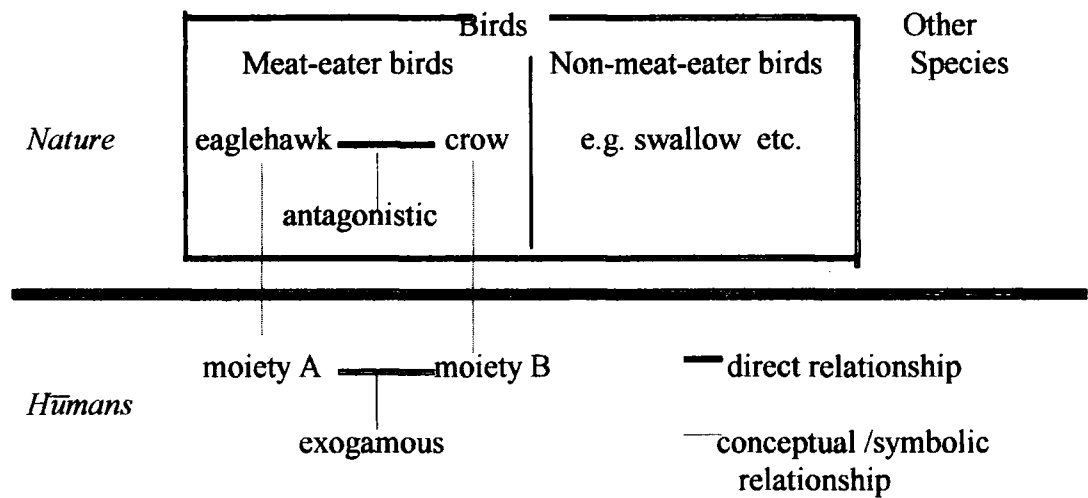 Birds
Other
Species
Meat-eater birds
Non-meat-eater birds
Nature
eaglehawk
crow
e.g. swallow etc.
antagonistic
moiety A
moiety B
direct relationship
Humans
exogamous
conceptual /symbolic
relationship